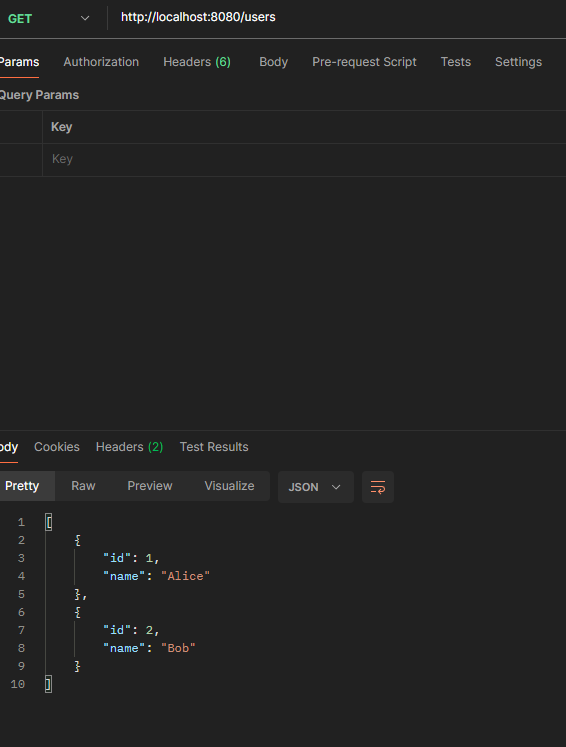 GET http://localhost:8080/users
Params Authorization Headers (6) Body Pre-request Script Tests Settings
Query Params
Key
Key
ody Cookies Headers (2) Test Results
Pretty Raw Preview Visualize JSON
1 [
2 {
3 "id": 1,
4 "name": "Alice"
5 },
6 {
7 "id": 2,
8 "name": "Bob"
9 }
10 ]